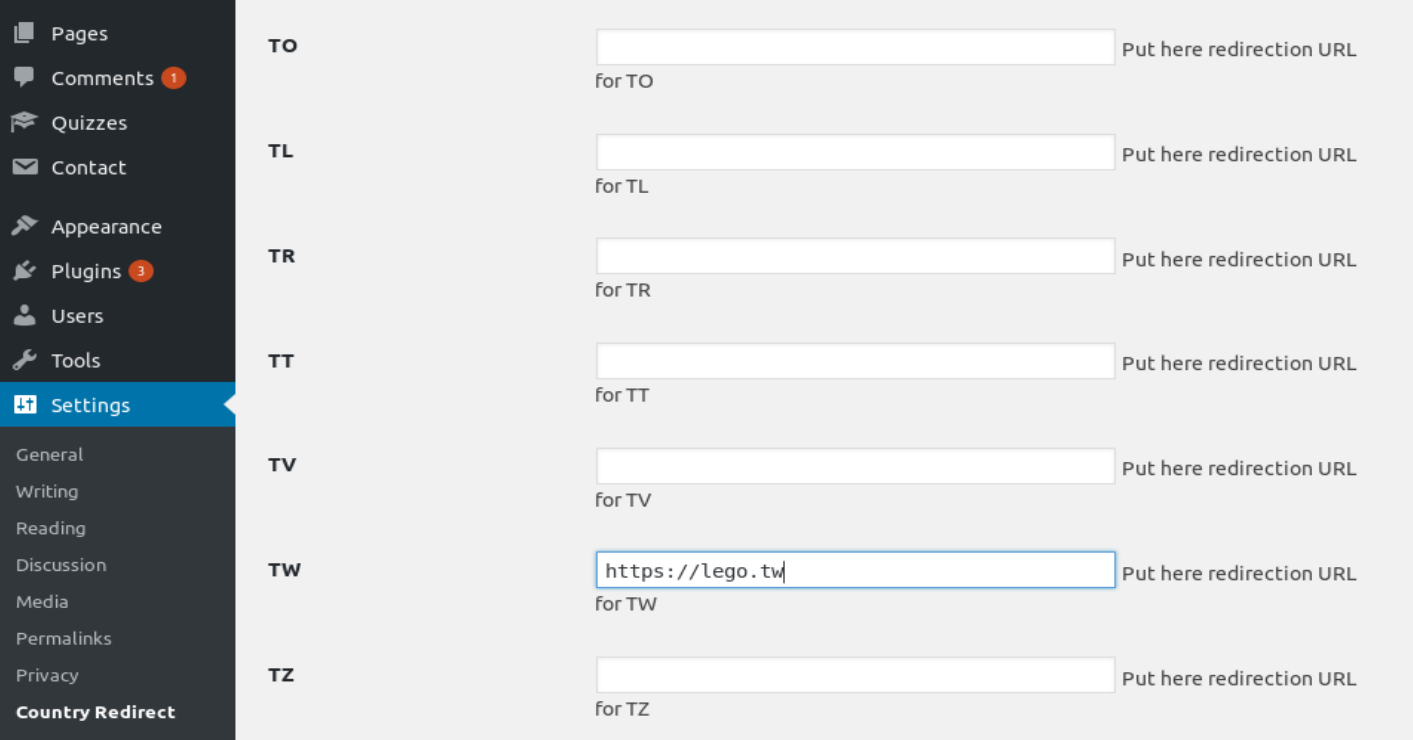 Pages
Comments 1
Quizzes
Contact
Appearance
Plugins 3
Users
Tools
Settings
General
Writing
Reading
Discussion
Media
Permalinks
Privacy
Country Redirect
TO
Put here redirection URL
for TO
TL
Put here redirection URL
for TL
TR
Put here redirection URL
for TR
TT
Put here redirection URL
for TT
TV
Put here redirection URL
for TV
TW
https://lego.tw
Put here redirection URL
for TW
TZ
Put here redirection URL
for TZ